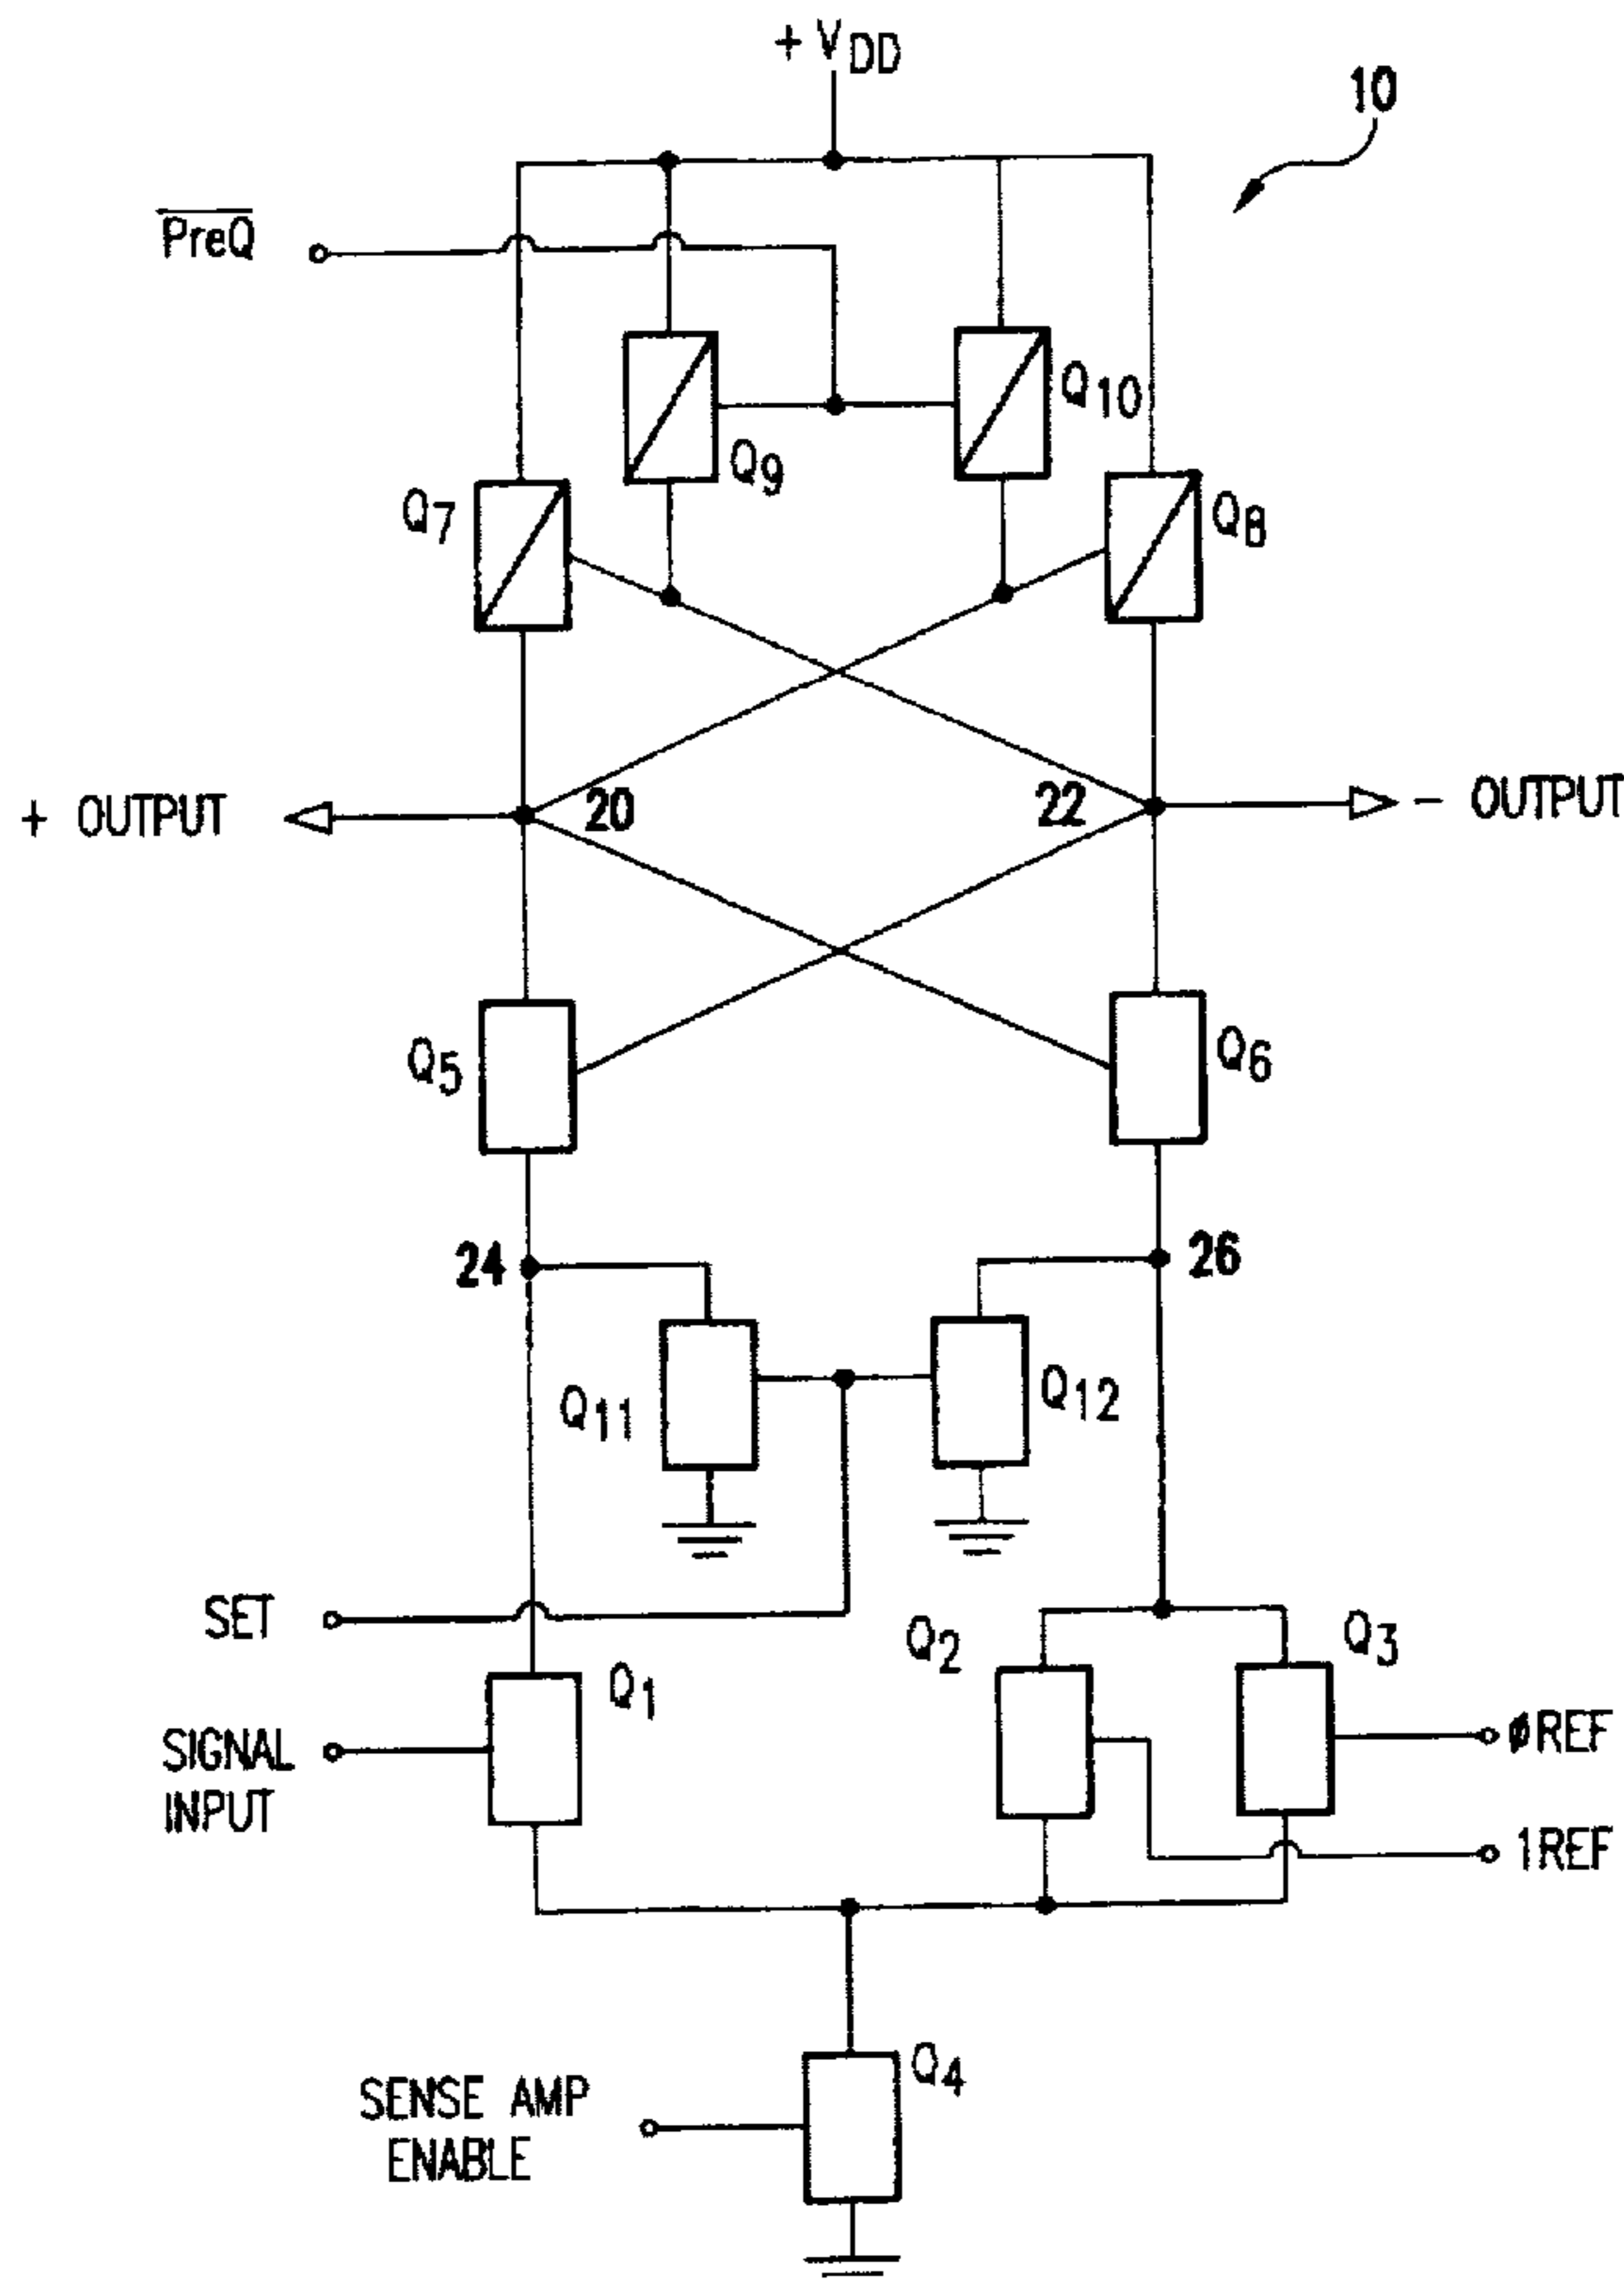 + VDD
10
PreQ
Q10
Q9
Q7
Q8
+ OUTPUT
20
22
- OUTPUT
Q5
Q6
24
26
Q11
Q12
SET
Q2
Q3
Q1
SIGNAL
INPUT
ØREF
1REF
Q4
SENSE AMP
ENABLE